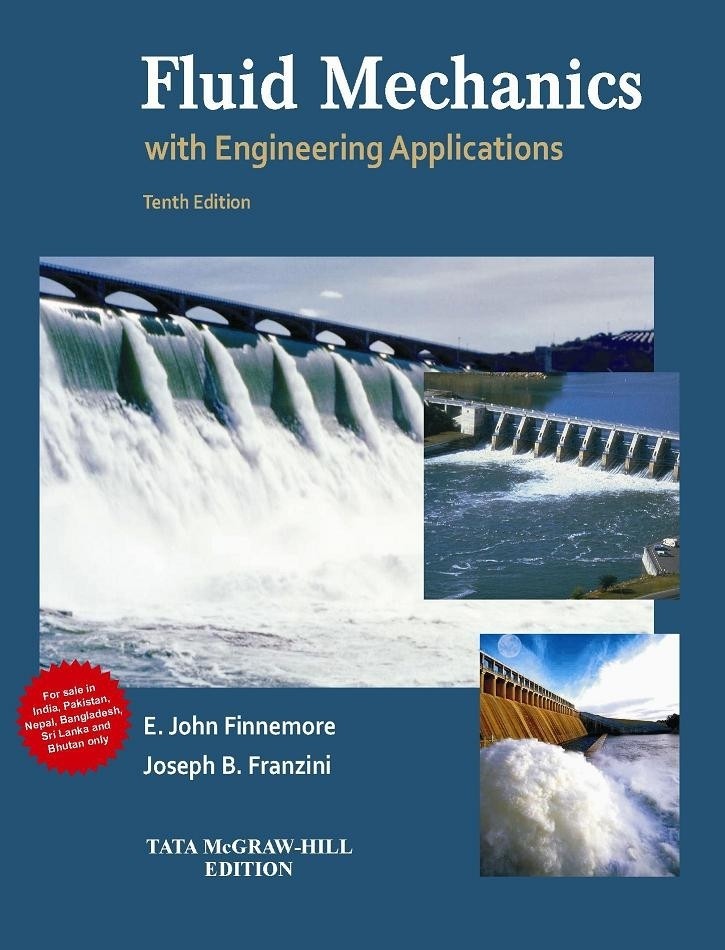 Fluid Mechanics
with Engineering Applications
Tenth Edition
For sale in
India, Pakistan,
Nepal, Bangladesh,
Sri Lanka and
Bhutan only
E. John Finnemore
Joseph B. Franzini
TATA McGRAW-HILL
EDITION